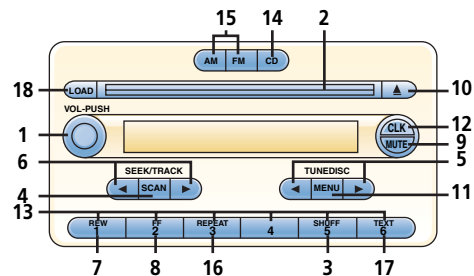 15 14 2
AM FM CD
18 LOAD 10
VOL-PUSH
1 CLK 12
MUTE 9
6 SEEK/TRACK TUNEDISC 5
4 SCAN MENU 11
13
REW FF REPEAT SHOFF TEXT
1 2 3 4 5 6
7 8 16 3 17